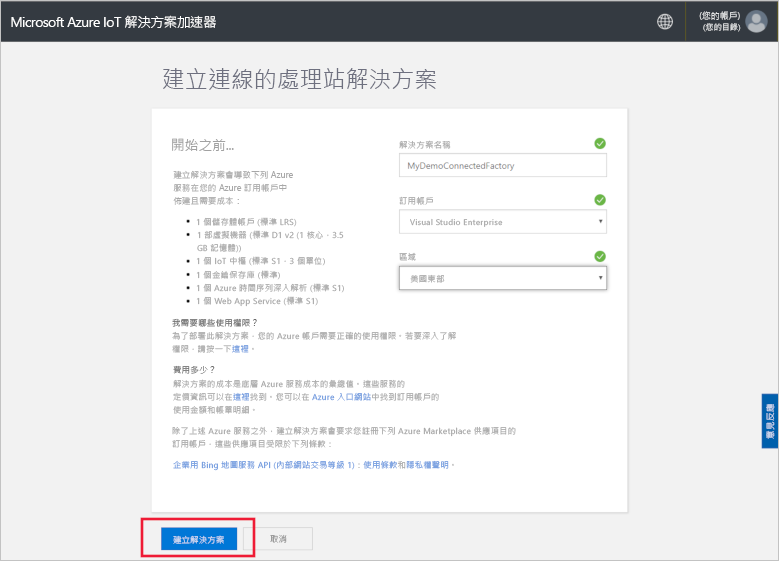 Microsoft Azure IoT 解決方案加速器
(您的帳戶)
(您的目錄)
建立連線的處理站解決方案
開始之前...
建立解決方案會導致下列 Azure
服務在您的 Azure 訂用帳戶中
佈建且需要成本：
1 個儲存體帳戶 (標準 LRS)
1 部虛擬機器 (標準 D1 v2 (1 核心，3.5
GB 記憶體))
1 個 IoT 中樞 (標準 S1，3 個單位)
1 個金鑰保存庫 (標準)
1 個 Azure 時間序列深入解析 (標準 S1)
1 個 Web App Service (標準 S1)
解決方案名稱
MyDemoConnectedFactory
訂用帳戶
Visual Studio Enterprise
區域
美國東部
我需要哪些使用權限？
為了部署此解決方案，您的 Azure 帳戶需要正確的使用權限。若要深入了解
權限，請按一下這裡。
費用多少？
解決方案的成本是底層 Azure 服務成本的彙總值。這些服務的
定價資訊可以在這裡找到。您可以在 Azure 入口網站中找到訂用帳戶的
使用金額和帳單明細。
除了上述 Azure 服務之外，建立解決方案會要求您註冊下列 Azure Marketplace 供應項目的
訂用帳戶，這些供應項目受限於下列條款：
企業用 Bing 地圖服務 API (內部網站交易等級 1)：使用條款和隱私權聲明。
意見反應
建立解決方案
取消